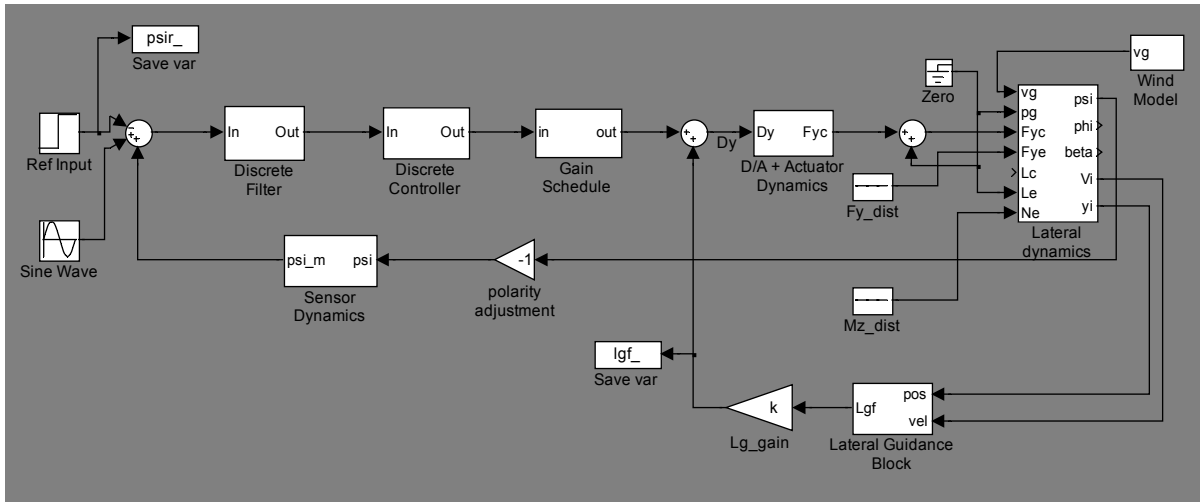 psir_
Save var
Ref Input
Sine Wave
In Out
Discrete
Filter
In Out
Discrete
Controller
in out
Gain
Schedule
Dy
Dy Fyc
D/A + Actuator
Dynamics
Zero
vg
Wind
Model
vg
pg
Fyc
Fye
Lc
Le
Ne
psi
phi
beta
Vi
yi
Lateral
dynamics
Fy_dist
Mz_dist
psi_m psi
Sensor
Dynamics
-1
polarity
adjustment
lgf_
Save var
k
Lg_gain
Lgf
pos
vel
Lateral Guidance
Block